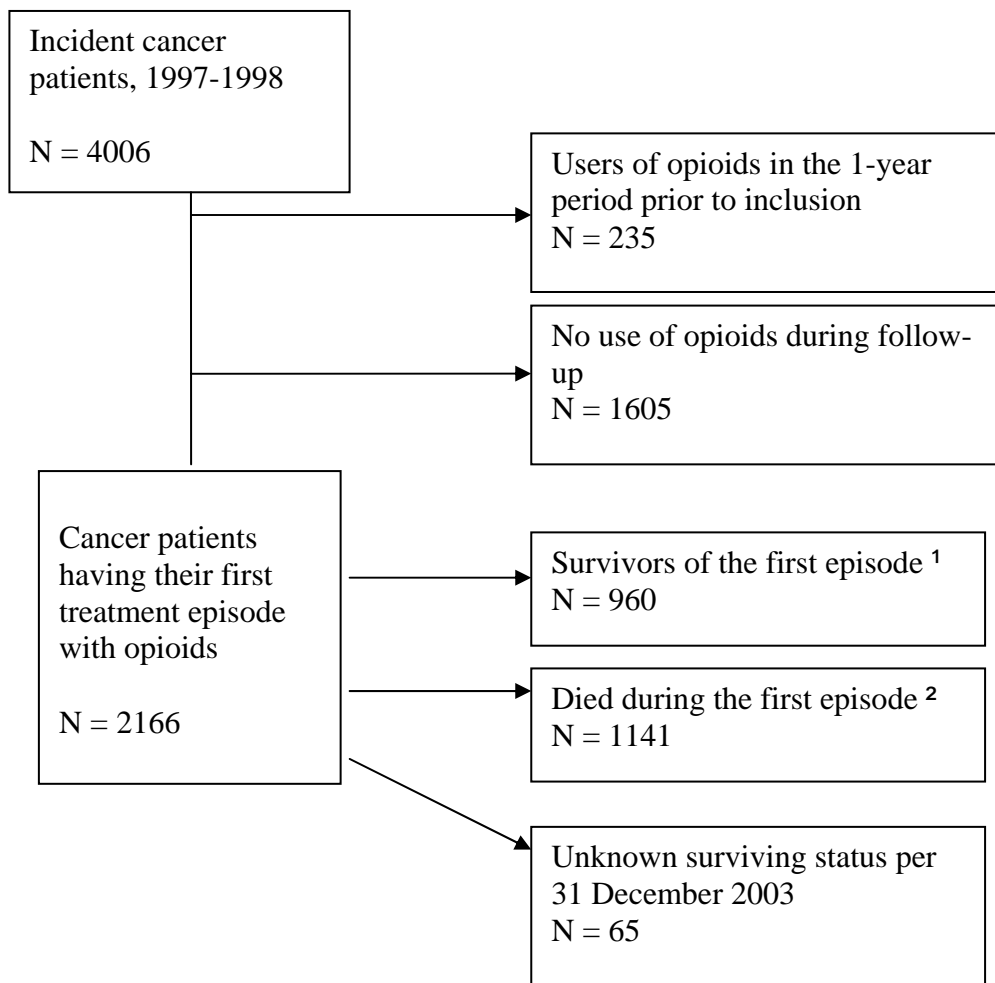 Incident cancer
patients, 1997-1998
N = 4006
Users of opioids in the 1-year
period prior to inclusion
N = 235
No use of opioids during follow-
up
N = 1605
Cancer patients
having their first
treatment episode
with opioids
N = 2166
Survivors of the first episode ¹
N = 960
Died during the first episode ²
N = 1141
Unknown surviving status per
31 December 2003
N = 65